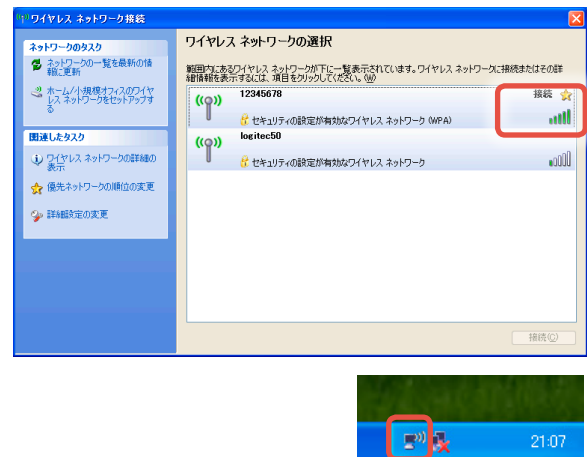 ワイヤレス ネットワーク接続
ネットワークのタスク
ネットワークの一覧を最新の情
報に更新
ホーム/小規模オフィスのワイヤ
レス ネットワークをセットアップす
る
関連したタスク
ワイヤレス ネットワークの詳細の
表示
優先ネットワークの順位の変更
詳細設定の変更
ワイヤレス ネットワークの選択
範囲内にあるワイヤレス ネットワークが下に一覧表示されています。ワイヤレス ネットワークに接続またはその詳
細情報を表示するには、項目をクリックしてください。(W)
12345678
接続
セキュリティの設定が有効なワイヤレス ネットワーク (WPA)
logitec50
セキュリティの設定が有効なワイヤレス ネットワーク
接続(C)
21:07